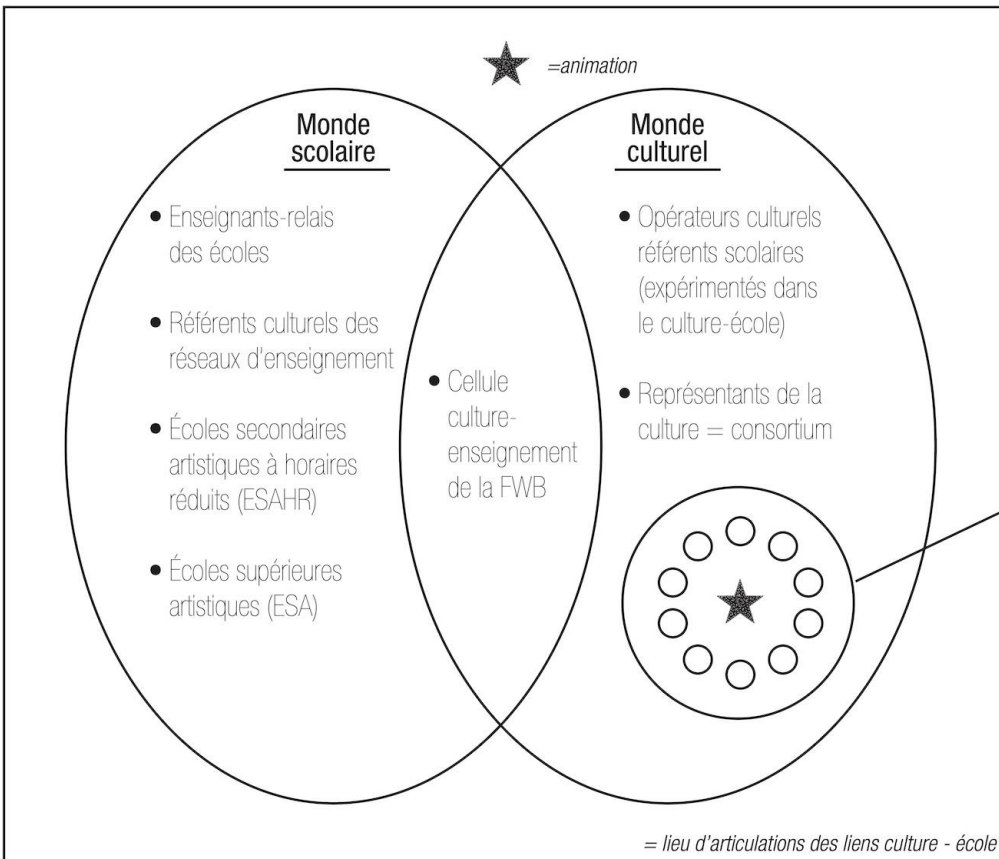 =animation
Monde
scolaire
• Enseignants-relais
des écoles
• Référents culturels des
réseaux d'enseignement
• Écoles secondaires
artistiques à horaires
réduits (ESAHR)
• Écoles supérieures
artistiques (ESA)
• Cellule
culture-
enseignement
de la FWB
Monde
culturel
• Opérateurs culturels
référents scolaires
(expérimentés dans
le culture-école)
• Représentants de la
culture = consortium
= lieu d'articulations des liens culture - école